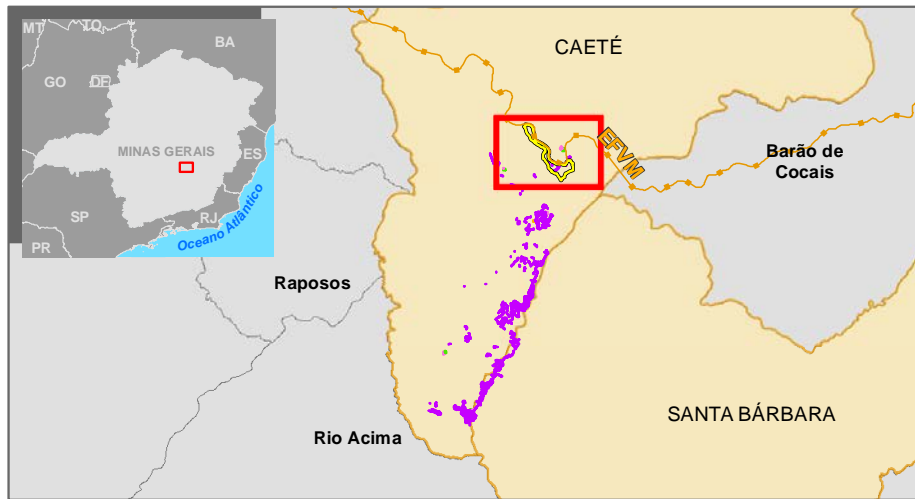 MT
TO
BA
GO
DF
MINAS GERAIS
ES
SP
RJ
PR
Oceano Atlântico
CAETÉ
EFVM
Barão de
Cocais
Raposos
SANTA BÁRBARA
Rio Acima